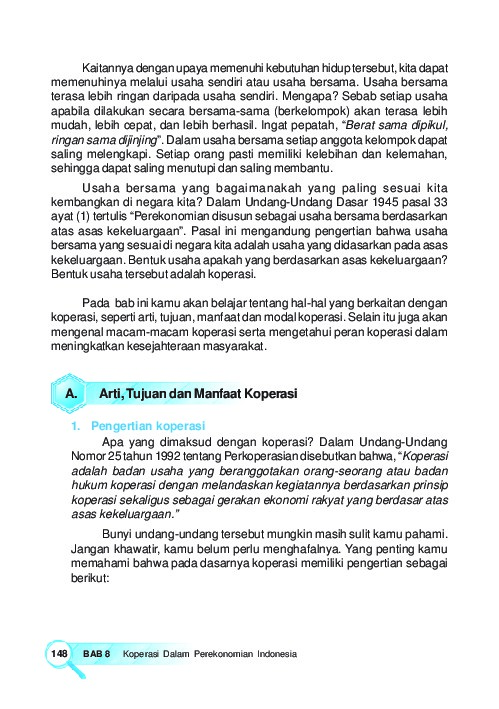 Kaitannya dengan upaya memenuhi kebutuhan hidup tersebut, kita dapat
memenuhinya melalui usaha sendiri atau usaha bersama. Usaha bersama
terasa lebih ringan daripada usaha sendiri. Mengapa? Sebab setiap usaha
apabila dilakukan secara bersama-sama (berkelompok) akan terasa lebih
mudah, lebih cepat, dan lebih berhasil. Ingat pepatah, “Berat sama dipikul,
ringan sama dijinjing”. Dalam usaha bersama setiap anggota kelompok dapat
saling melengkapi. Setiap orang pasti memiliki kelebihan dan kelemahan,
sehingga dapat saling menutupi dan saling membantu.
Usaha bersama yang bagaimanakah yang paling sesuai kita
kembangkan di negara kita? Dalam Undang-Undang Dasar 1945 pasal 33
ayat (1) tertulis “Perekonomian disusun sebagai usaha bersama berdasarkan
atas asas kekeluargaan”. Pasal ini mengandung pengertian bahwa usaha
bersama yang sesuai di negara kita adalah usaha yang didasarkan pada asas
kekeluargaan. Bentuk usaha apakah yang berdasarkan asas kekeluargaan?
Bentuk usaha tersebut adalah koperasi.
Pada bab ini kamu akan belajar tentang hal-hal yang berkaitan dengan
koperasi, seperti arti, tujuan, manfaat dan modal koperasi. Selain itu juga akan
mengenal macam-macam koperasi serta mengetahui peran koperasi dalam
meningkatkan kesejahteraan masyarakat.
A. Arti, Tujuan dan Manfaat Koperasi
1. Pengertian koperasi
Apa yang dimaksud dengan koperasi? Dalam Undang-Undang
Nomor 25 tahun 1992 tentang Perkoperasian disebutkan bahwa, “Koperasi
adalah badan usaha yang beranggotakan orang-seorang atau badan
hukum koperasi dengan melandaskan kegiatannya berdasarkan prinsip
koperasi sekaligus sebagai gerakan ekonomi rakyat yang berdasar atas
asas kekeluargaan.”
Bunyi undang-undang tersebut mungkin masih sulit kamu pahami.
Jangan khawatir, kamu belum perlu menghafalnya. Yang penting kamu
memahami bahwa pada dasarnya koperasi memiliki pengertian sebagai
berikut:
148 BAB 8 Koperasi Dalam Perekonomian Indonesia